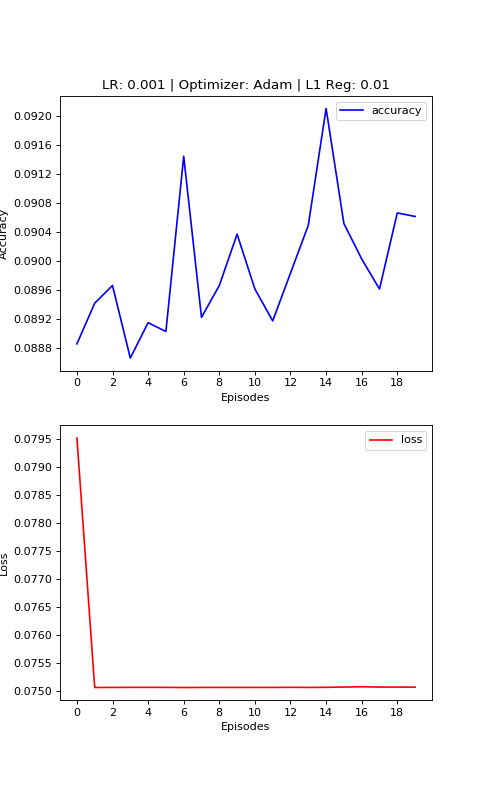 LR: 0.001 | Optimizer: Adam | L1 Reg: 0.01
accuracy
0.0920
0.0916
0.0912
0.0908
0.0904
0.0900
0.0896
0.0892
0.0888
Accuracy
0 2 4 6 8 10 12 14 16 18
Episodes
loss
0.0795
0.0790
0.0785
0.0780
0.0775
0.0770
0.0765
0.0760
0.0755
0.0750
Loss
0 2 4 6 8 10 12 14 16 18
Episodes